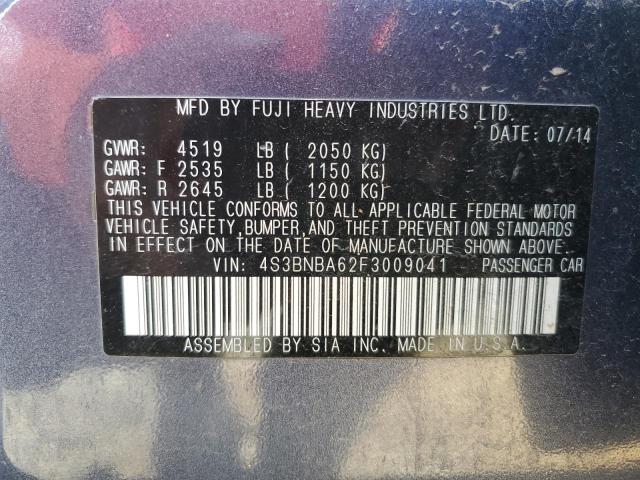 MFD BY FUJI HEAVY INDUSTRIES LTD.
DATE: 07/14
GVWR: 4519 LB ( 2050 KG)
GAWR: F 2535 LB ( 1150 KG)
GAWR: R 2645 LB ( 1200 KG)
THIS VEHICLE CONFORMS TO ALL APPLICABLE FEDERAL MOTOR
VEHICLE SAFETY, BUMPER, AND THEFT PREVENTION STANDARDS
IN EFFECT ON THE DATE OF MANUFACTURE SHOWN ABOVE.
VIN: 4S3BNBA62F3009041 PASSENGER CAR
ASSEMBLED BY SIA INC. MADE IN U.S.A.